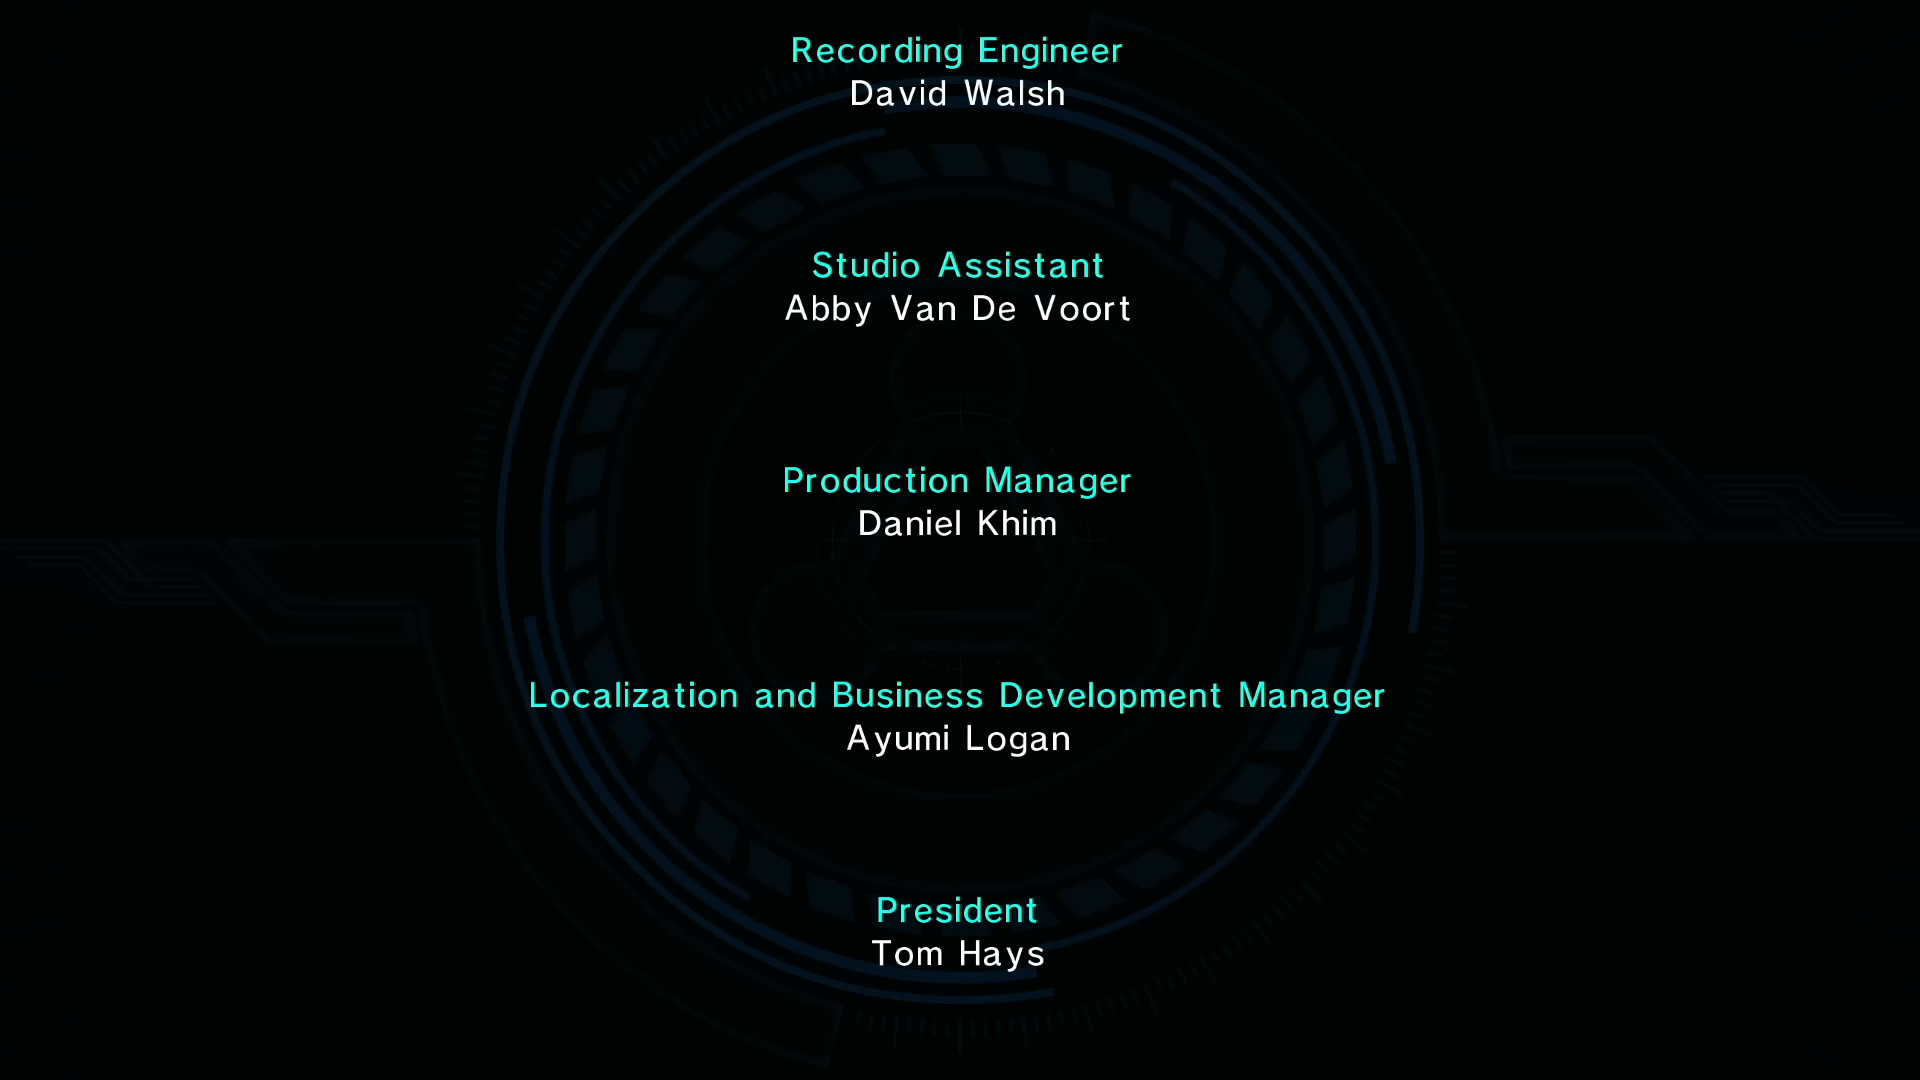 Recording Engineer
David Walsh
Studio Assistant
Abby Van De Voort
Production Manager
Daniel Khim
Localization and Business Development Manager
Ayumi Logan
President
Tom Hays